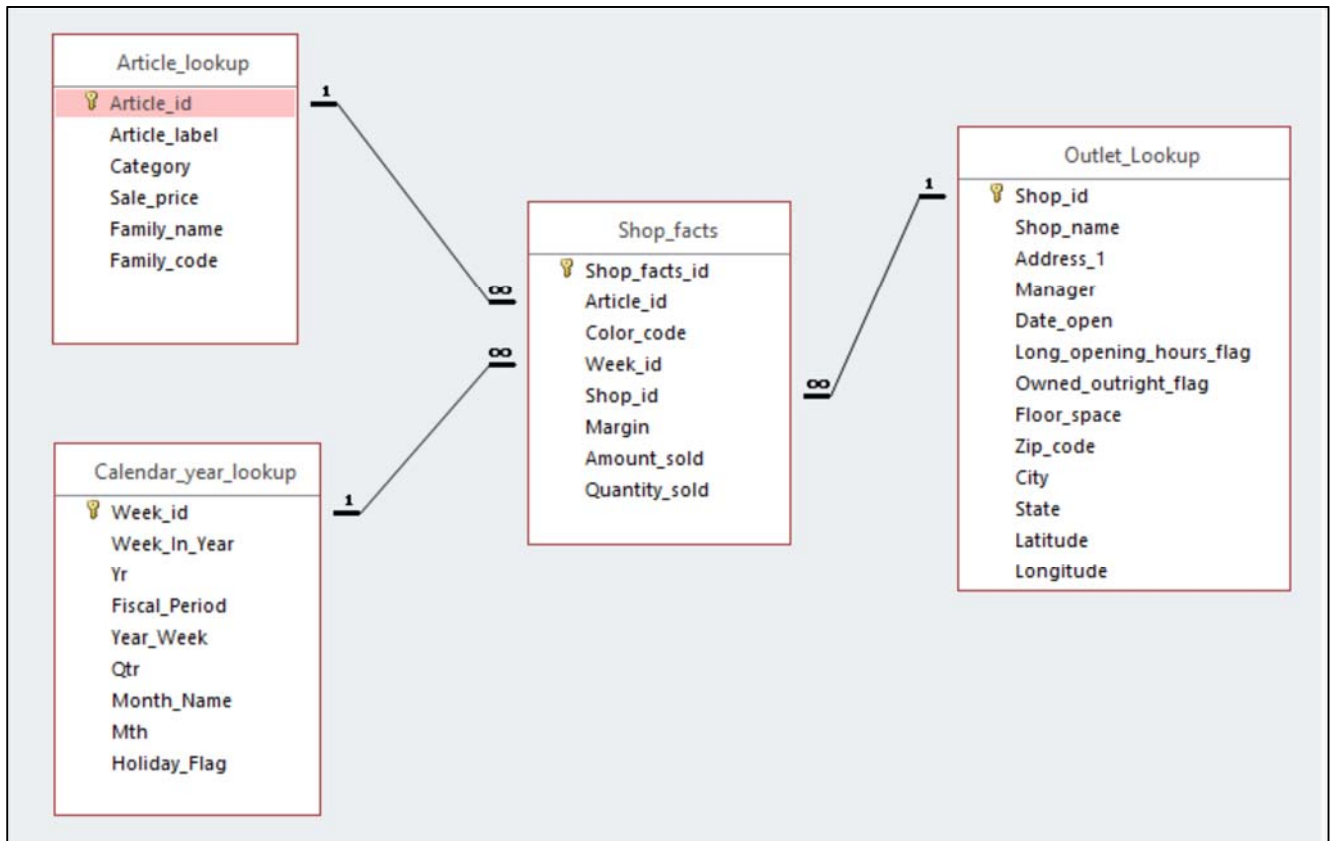 Article_lookup
Article_id
Article_label
Category
Sale_price
Family_name
Family_code
1
∞
Calendar_year_lookup
Week_id
Week_In_Year
Yr
Fiscal_Period
Year_Week
Qtr
Month_Name
Mth
Holiday_Flag
1
∞
Shop_facts
Shop_facts_id
Article_id
Color_code
Week_id
Shop_id
Margin
Amount_sold
Quantity_sold
∞
1
Outlet_Lookup
Shop_id
Shop_name
Address_1
Manager
Date_open
Long_opening_hours_flag
Owned_outright_flag
Floor_space
Zip_code
City
State
Latitude
Longitude